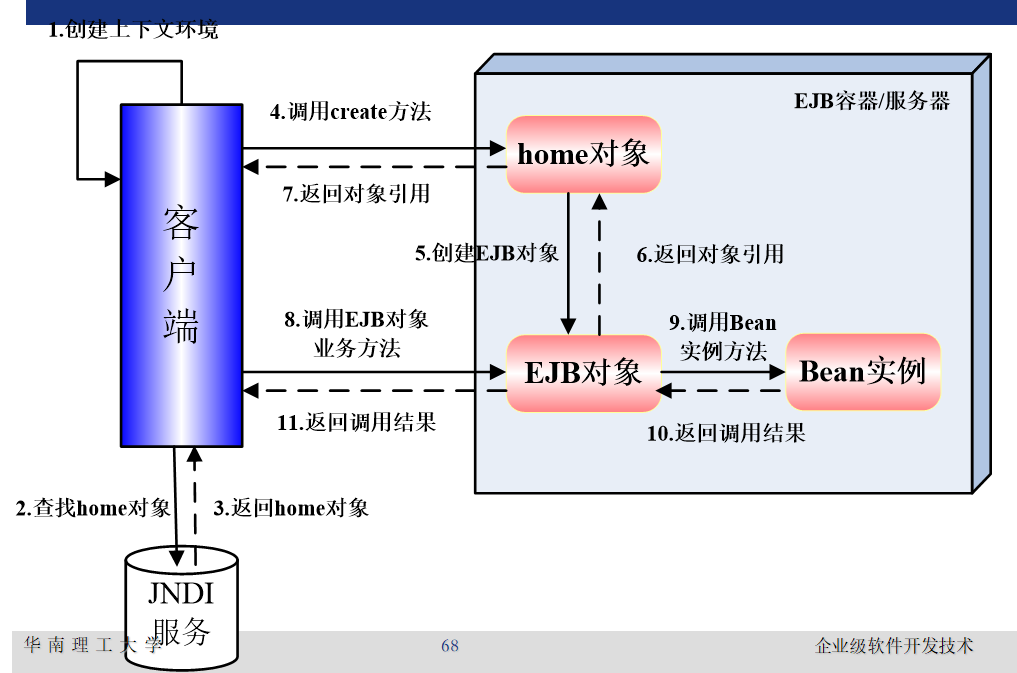 1.创建上下文环境
EJB容器/服务器
4.调用create方法
home对象
7.返回对象引用
客
户
端
5.创建EJB对象
6.返回对象引用
8.调用EJB对象
业务方法
9.调用Bean
实例方法
EJB对象
Bean实例
11.返回调用结果
10.返回调用结果
2.查找home对象
3.返回home对象
JNDI
服务
华南理工大学
68
企业级软件开发技术